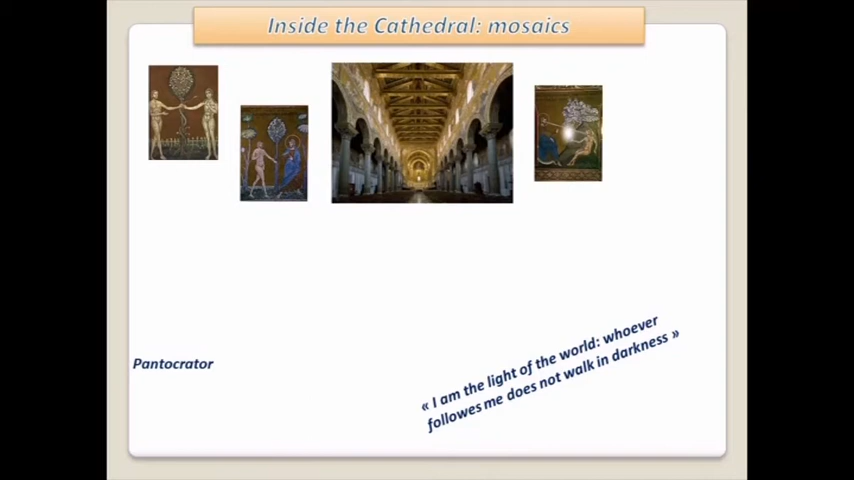 Inside the Cathedral: mosaics
Pantocrator
« I am the light of the world: whoever
followes me does not walk in darkness »